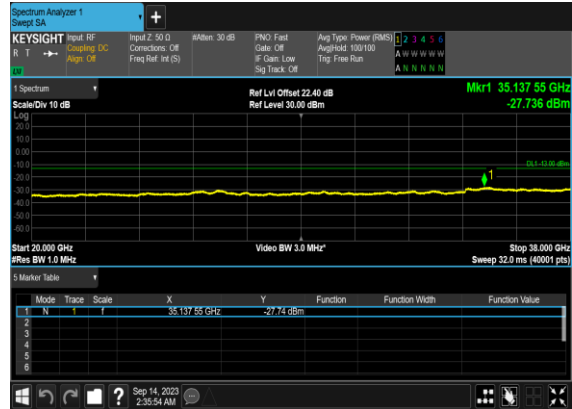 Spectrum Analyzer 1
Swept SA
+
KEYSIGHT Input: RF Input Z: 50 Ω #Atten: 30 dB PNO: Fast Avg Type: Power (RMS) 1 2 3 4 5 6
R T Coupling: DC Corrections: Off Gate: Off Avg|Hold: 100/100 A W W W W W
Align: Off Freq Ref: Int (S) IF Gain: Low Trig: Free Run
Sig Track: Off A N N N N N
1 Spectrum Ref Lvl Offset 22.40 dB Mkr1 35.137 55 GHz
Scale/Div 10 dB Ref Level 30.00 dBm -27.736 dBm
Log
20.0
10.0
0.00
-10.0
DL1 -13.00 dBm
1
-20.0
-30.0
-40.0
-50.0
-60.0
Start 20.000 GHz Video BW 3.0 MHz* Stop 38.000 GHz
#Res BW 1.0 MHz Sweep 32.0 ms (40001 pts)
5 Marker Table
Mode Trace Scale X Y Function Function Width Function Value
1 N 1 f 35.137 55 GHz -27.74 dBm
2
3
4
5
6
? Sep 14, 2023
2:35:54 AM